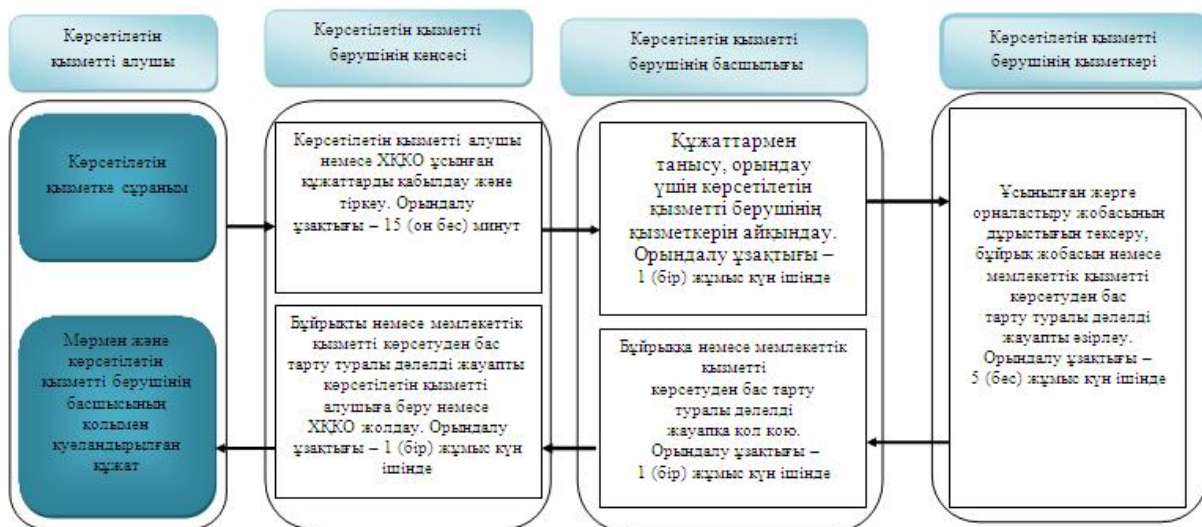 Көрсетілетін
қызметті алушы
Көрсетілетін қызметті
берушінің кеңсесі
Көрсетілетін қызметті
берушінің басшылығы
Көрсетілетін қызметті
берушінің қызметкері
Көрсетілетін
қызметке сұраным
Көрсетілетін қызметті алушы
немесе ХҚКО ұсынған
құжаттарды қабылдау және
тіркеу. Орындалу
ұзақтығы – 15 (он бес) минут
Құжаттармен
танысу, орындау
үшін көрсетілетін
қызметті берушінің
қызметкерін айқындау.
Орындалу ұзақтығы –
1 (бір) жұмыс күн ішінде
Ұсынылған жерге
орналастыру жобасының
дұрыстығын тексеру,
бұйрық жобасын немесе
мемлекеттік қызметті
көрсетуден бас
тарту туралы дәлелді
жауапты әзірлеу.
Орындалу ұзақтығы –
5 (бес) жұмыс күн ішінде
Бұйрыққа немесе мемлекеттік
қызметті
көрсетуден бас тарту
туралы дәлелді
жауапқа қол қою.
Орындалу ұзақтығы –
1 (бір) жұмыс күн ішінде
Бұйрықты немесе мемлекеттік
қызметті көрсетуден бас
тарту туралы дәлелді жауапты
көрсетілетін қызметті
алушыға беру немесе
ХҚКО жолдау. Орындалу
ұзақтығы – 1 (бір) жұмыс күн
ішінде
Мөрмен және
көрсетілетін
қызметті берушінің
басшысының
қолымен
куәландырылған
құжат